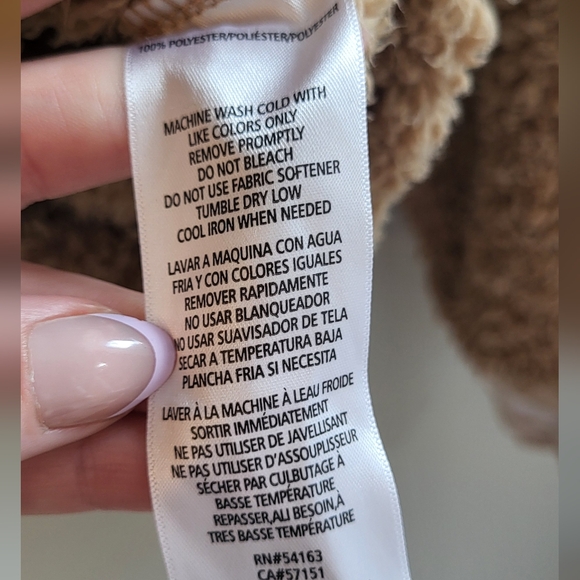 100% POLYESTER/POLIÉSTER/POLYESTER
MACHINE WASH COLD WITH
LIKE COLORS ONLY
REMOVE PROMPTLY
DO NOT BLEACH
DO NOT USE FABRIC SOFTENER
TUMBLE DRY LOW
COOL IRON WHEN NEEDED
LAVAR A MAQUINA CON AGUA
FRIA Y CON COLORES IGUALES
REMOVER RAPIDAMENTE
NO USAR BLANQUEADOR
NO USAR SUAVISADOR DE TELA
SECAR A TEMPERATURA BAJA
PLANCHA FRIA SI NECESITA
LAVER À LA MACHINE À LEAU FROIDE
SORTIR IMMÉDIATEMENT
NE PAS UTILISER DE JAVELLISANT
NE PAS UTILISER D'ASSOUPLISSEUR
SÉCHER PAR CULBUTAGE À
BASSE TEMPÉRATURE
REPASSER,ALI BESOIN,À
TRES BASSE TEMPÉRATURE
RN#54163
CA#57151